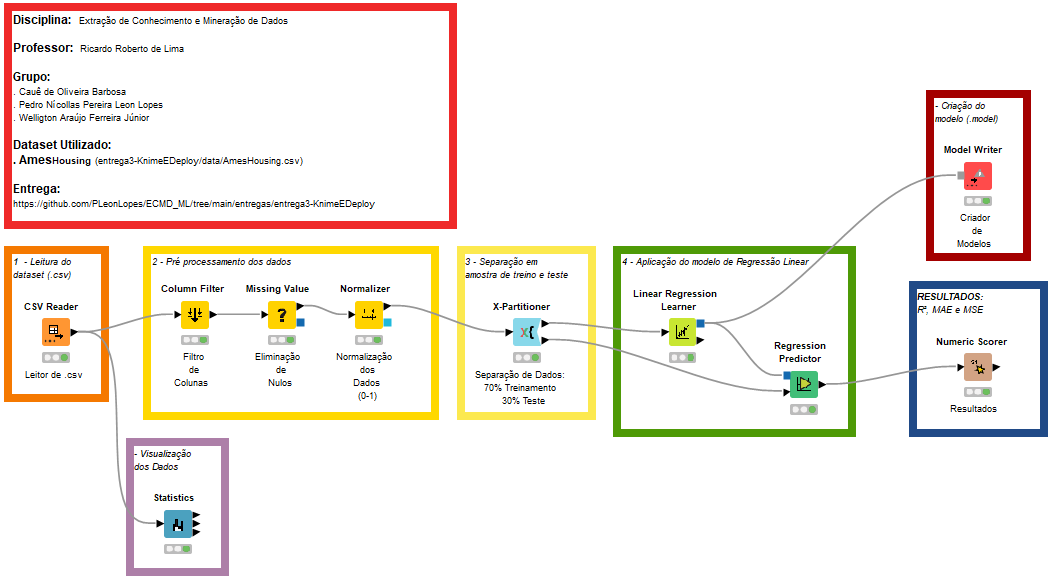 Disciplina: Extração de Conhecimento e Mineração de Dados
Professor: Ricardo Roberto de Lima
Grupo:
. Cauê de Oliveira Barbosa
. Pedro Nícollas Pereira Leon Lopes
. Welligton Araújo Ferreira Júnior
Dataset Utilizado:
. AmesHousing (entrega3-KnimeEDeploy/data/AmesHousing.csv)
Entrega:
https://github.com/PLeonLopes/ECMD_ML/tree/main/entregas/entrega3-KnimeEDeploy
- Criação do
modelo (.model)
Model Writer
Criador
de
Modelos
1 - Leitura do
dataset (.csv)
CSV Reader
Leitor de .csv
2 - Pré processamento dos dados
Column Filter
Filtro
de
Colunas
Missing Value
Eliminação
de
Nulos
Normalizer
Normalização
dos
Dados
(0-1)
3 - Separação em
amostra de treino e teste
X-Partitioner
Separação de Dados:
70% Treinamento
30% Teste
4 - Aplicação do modelo de Regressão Linear
Linear Regression
Learner
Regression
Predictor
RESULTADOS:
R², MAE e MSE
Numeric Scorer
Resultados
- Visualização
dos Dados
Statistics